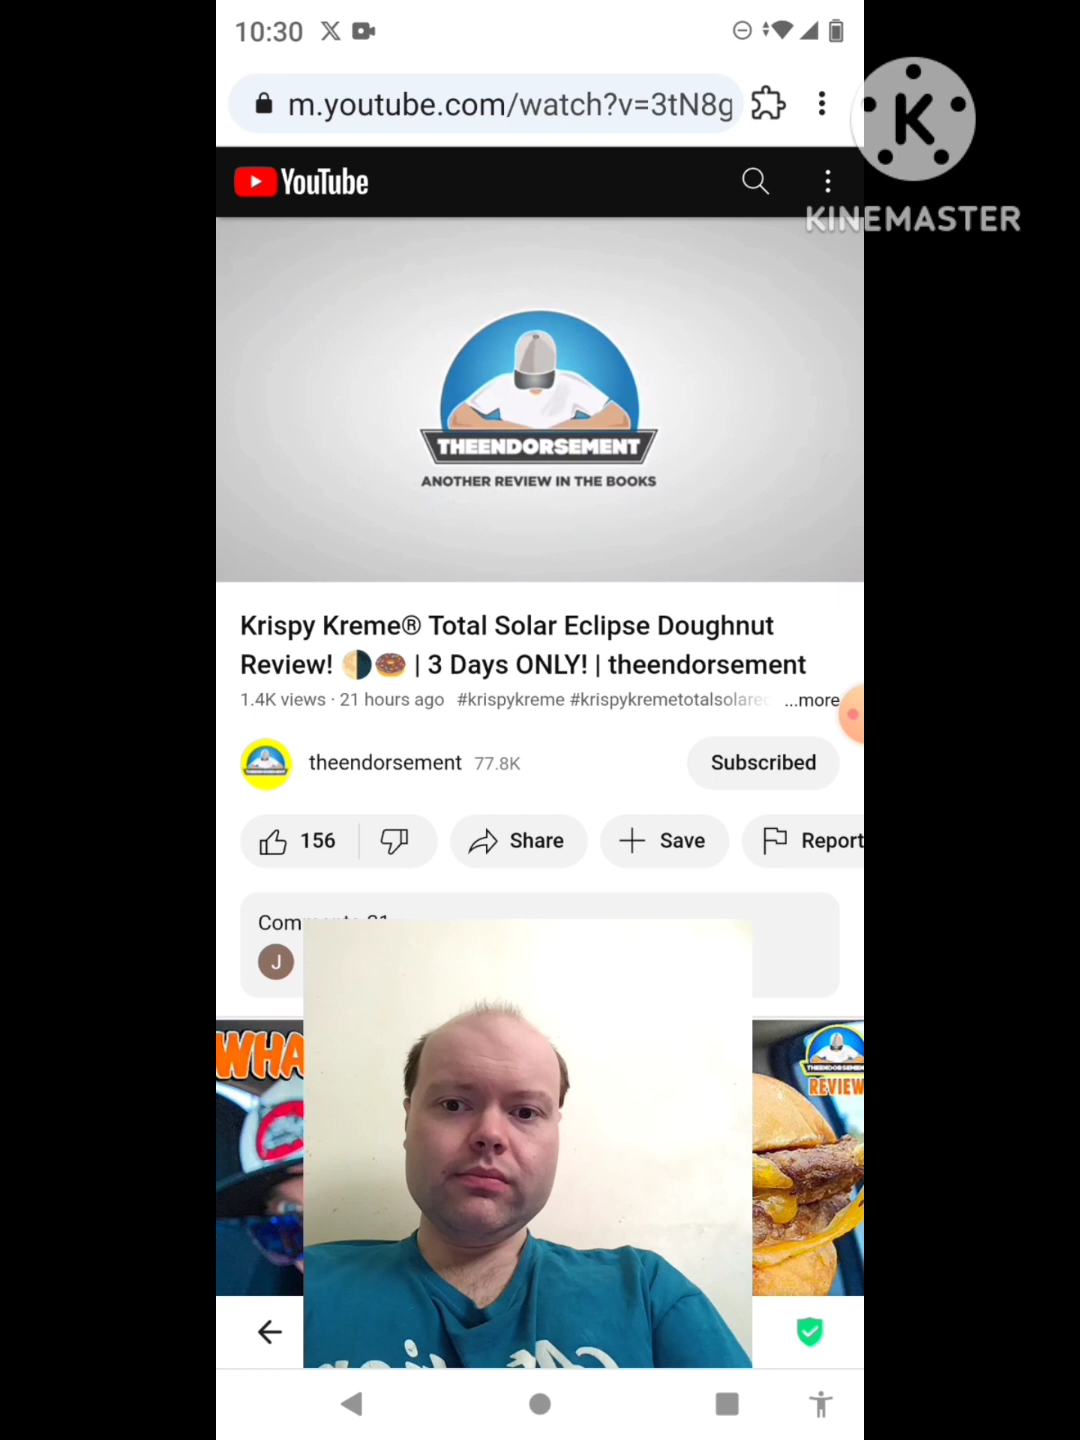 10:30
m.youtube.com/watch?v=3tN8g
K
KINEMASTER
YouTube
THEENDORSEMENT
ANOTHER REVIEW IN THE BOOKS
Krispy Kreme® Total Solar Eclipse Doughnut
Review! 🌗🍩 | 3 Days ONLY! | theendorsement
1.4K views · 21 hours ago #krispykreme #krispykremetotalsolarec ...more
theendorsement 77.8K
Subscribed
156
Share
Save
Report
J
WHA
THEENDORSEMENT
REVIEW